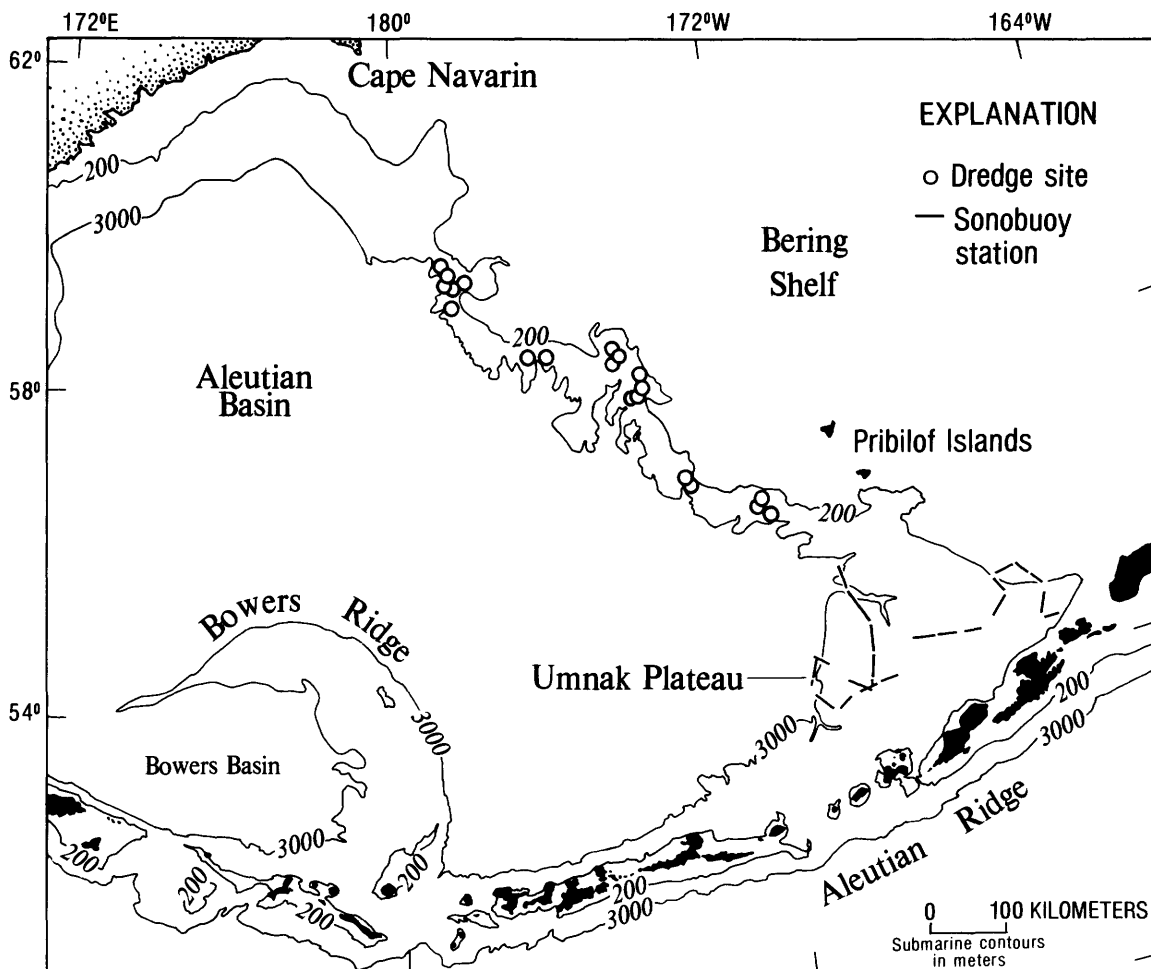 172°E 180° 172°W 164°W
62°
Cape Navarin
EXPLANATION
Dredge site
Sonobuoy
station
200
3000
Bering
Shelf
200
58°
Aleutian
Basin
Pribilof Islands
200
Bowers Ridge
Umnak Plateau
54°
3000
3000
200
3000
Bowers Basin
3000
200
200
200
200
200
3000
Aleutian Ridge
0 100 KILOMETERS
Submarine contours
in meters